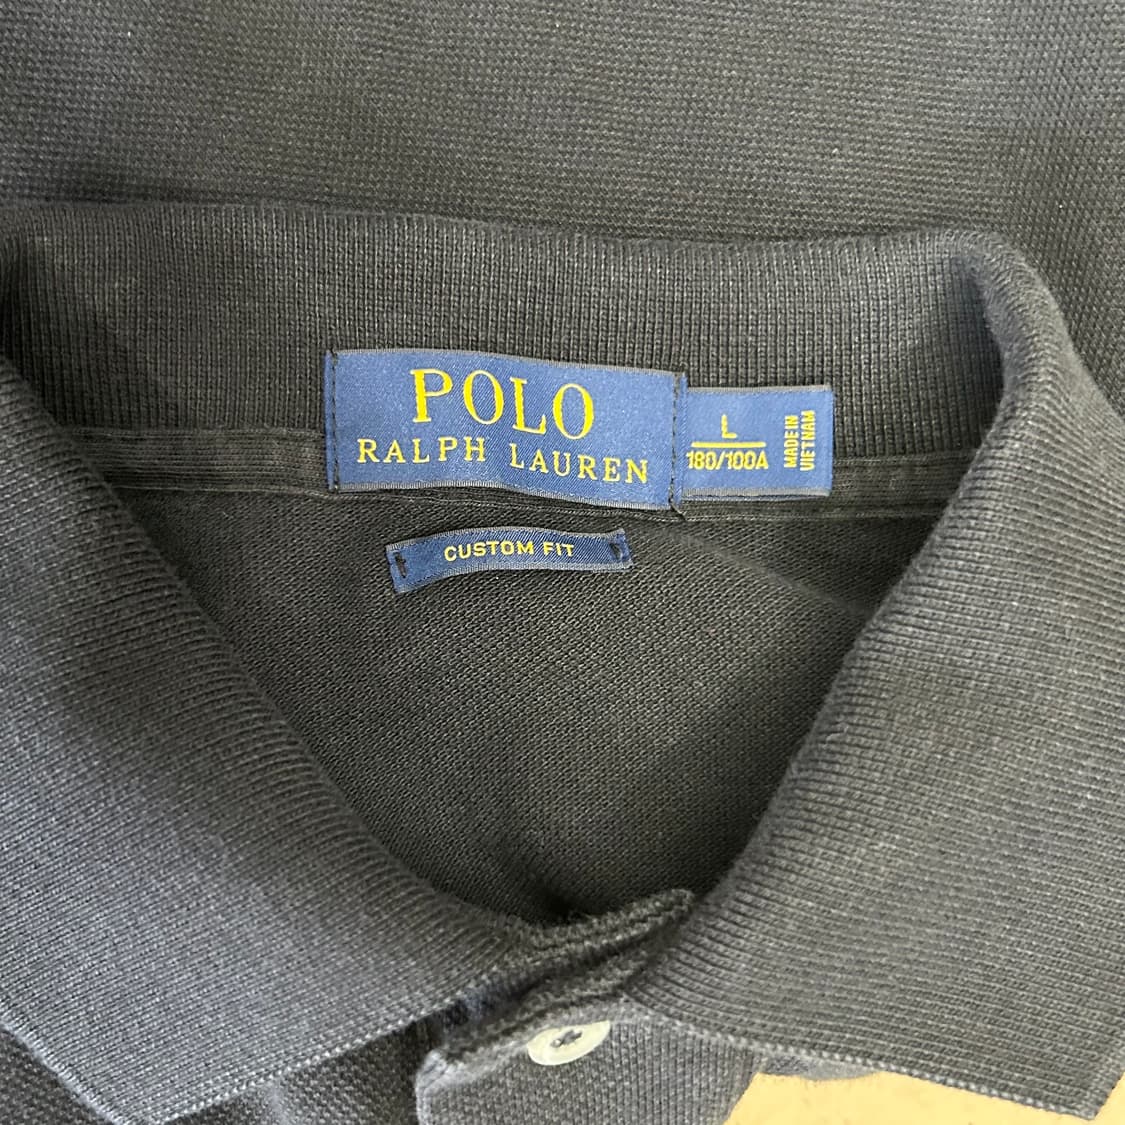 POLO
RALPH LAUREN
L
180/100A
MADE IN
VIETNAM
CUSTOM FIT